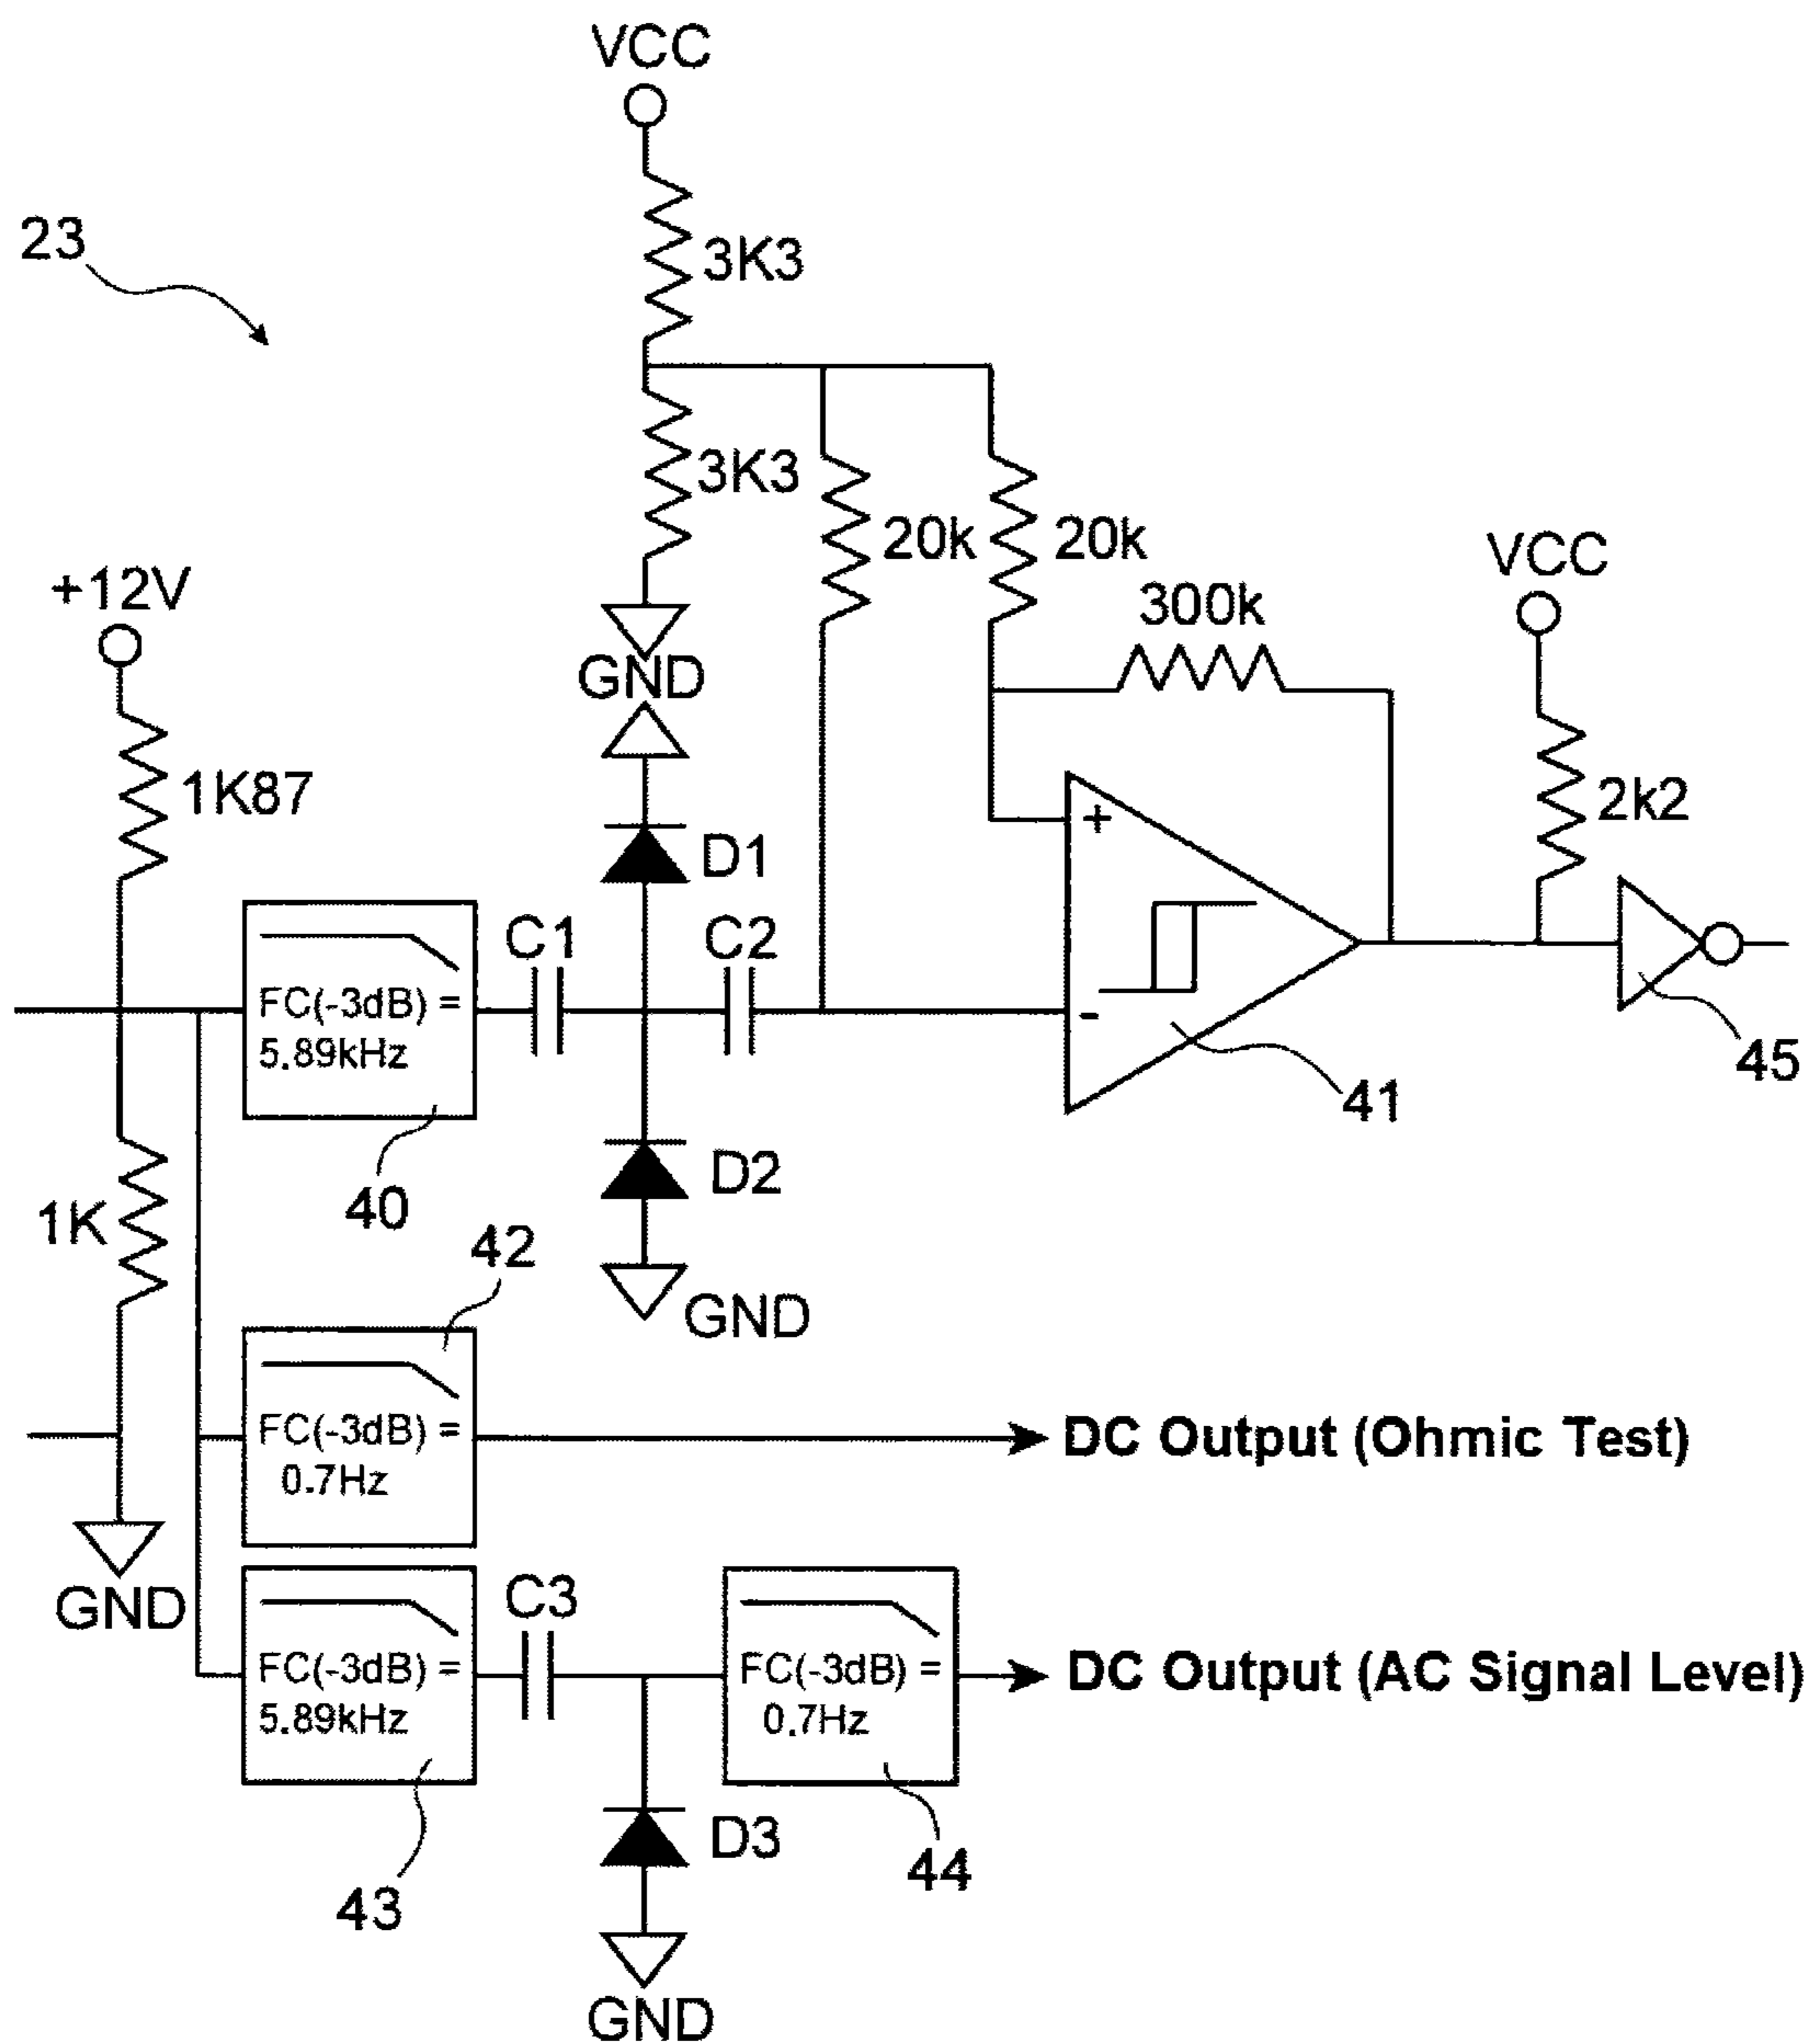 VCC
23
3K3
3K3
20k
20k
+12V
VCC
300k
GND
1K87
2k2
D1
+
C1
C2
FC(-3dB) =
5.89kHz
-
45
41
40
D2
1K
42
GND
FC(-3dB) =
0.7Hz
DC Output (Ohmic Test)
GND
C3
FC(-3dB) =
5.89kHz
FC(-3dB) =
0.7Hz
DC Output (AC Signal Level)
D3
44
43
GND